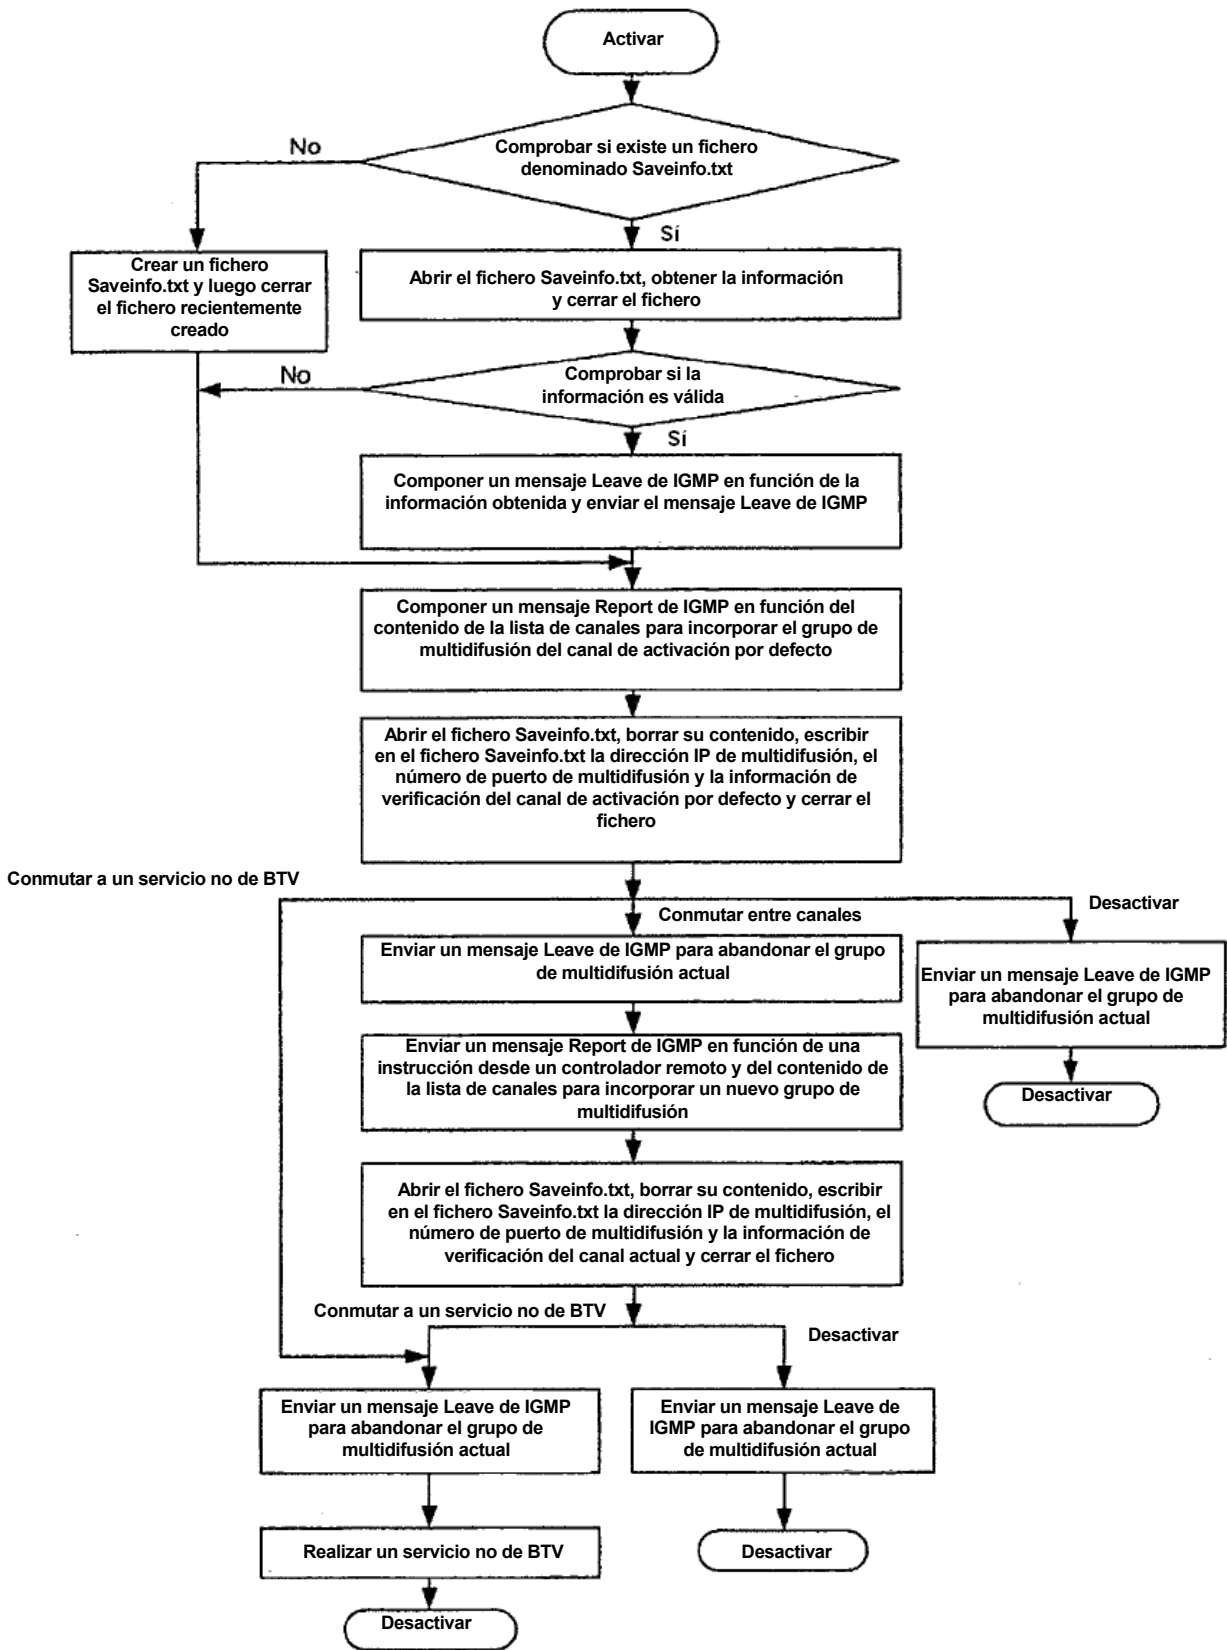 Activar
Comprobar si existe un fichero
denominado Saveinfo.txt
No
Sí
Crear un fichero
Saveinfo.txt y luego cerrar
el fichero recientemente
creado
Abrir el fichero Saveinfo.txt, obtener la información
y cerrar el fichero
Comprobar si la
información es válida
No
Sí
Componer un mensaje Leave de IGMP en función de la
información obtenida y enviar el mensaje Leave de IGMP
Componer un mensaje Report de IGMP en función del
contenido de la lista de canales para incorporar el grupo de
multidifusión del canal de activación por defecto
Abrir el fichero Saveinfo.txt, borrar su contenido, escribir
en el fichero Saveinfo.txt la dirección IP de multidifusión, el
número de puerto de multidifusión y la información de
verificación del canal de activación por defecto y cerrar el
fichero
Conmutar a un servicio no de BTV
Conmutar entre canales
Desactivar
Enviar un mensaje Leave de IGMP para abandonar el grupo
de multidifusión actual
Enviar un mensaje Leave de IGMP
para abandonar el grupo de
multidifusión actual
Enviar un mensaje Report de IGMP en función de una
instrucción desde un controlador remoto y del contenido de
la lista de canales para incorporar un nuevo grupo de
multidifusión
Desactivar
Abrir el fichero Saveinfo.txt, borrar su contenido, escribir
en el fichero Saveinfo.txt la dirección IP de multidifusión, el
número de puerto de multidifusión y la información de
verificación del canal actual y cerrar el fichero
Conmutar a un servicio no de BTV
Desactivar
Enviar un mensaje Leave de IGMP
para abandonar el grupo de
multidifusión actual
Enviar un mensaje Leave de
IGMP para abandonar el grupo
de multidifusión actual
Realizar un servicio no de BTV
Desactivar
Desactivar